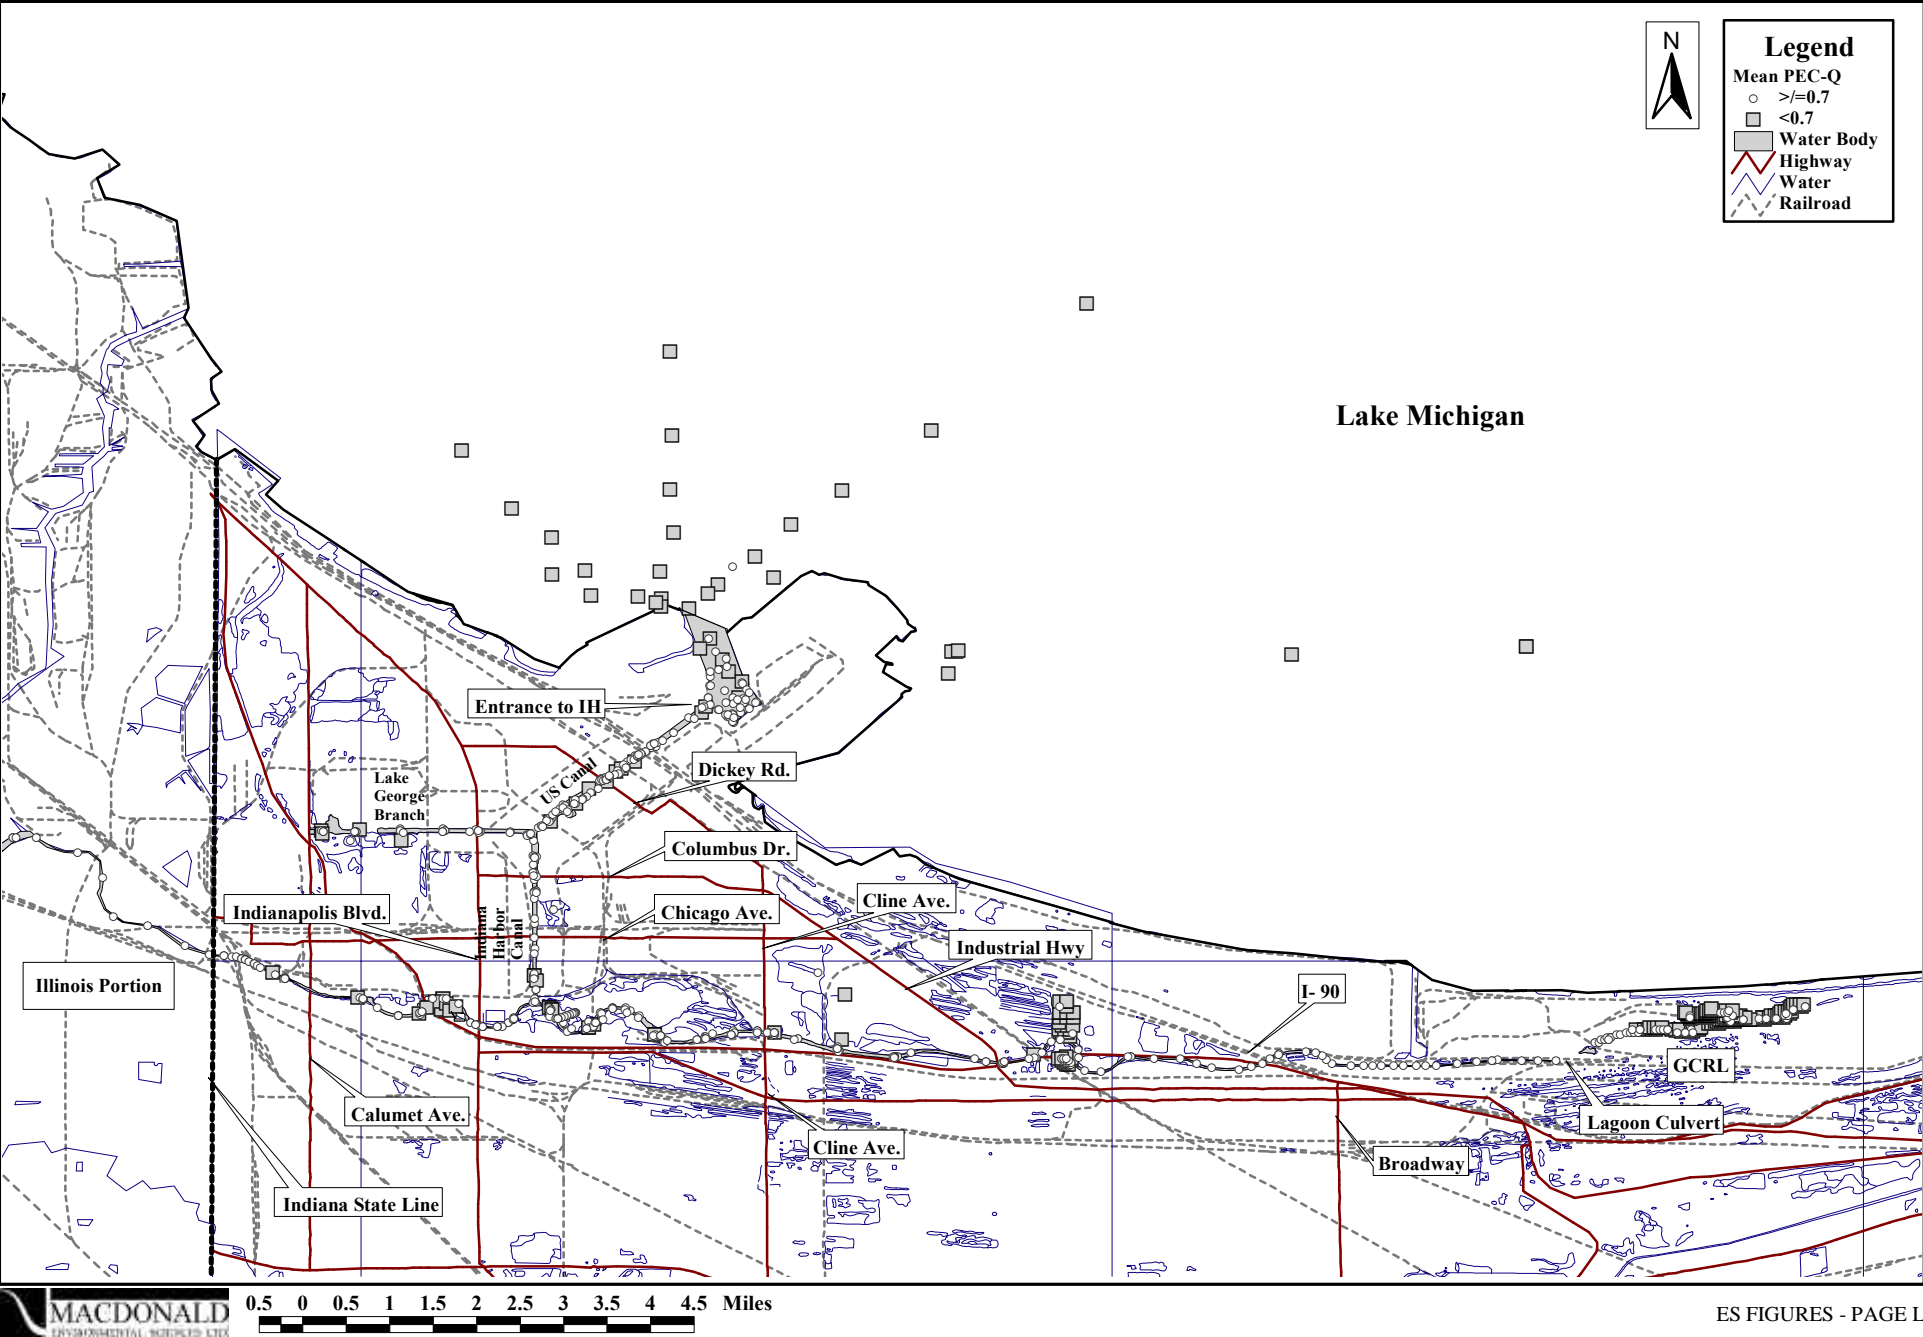 N
Legend
Mean PEC-Q
>/=0.7
<0.7
Water Body
Highway
Water
Railroad
Lake Michigan
Entrance to IH
Dickey Rd.
US Canal
Lake
George
Branch
Columbus Dr.
Cline Ave.
Indianapolis Blvd.
Indiana
Harbor
Canal
Chicago Ave.
Industrial Hwy
Illinois Portion
I- 90
GCRL
Calumet Ave.
Lagoon Culvert
Cline Ave.
Broadway
Indiana State Line
MACDONALD
ENVIRONMENTAL SCIENCES LTD.
0.5 0 0.5 1 1.5 2 2.5 3 3.5 4 4.5 Miles
ES FIGURES - PAGE L